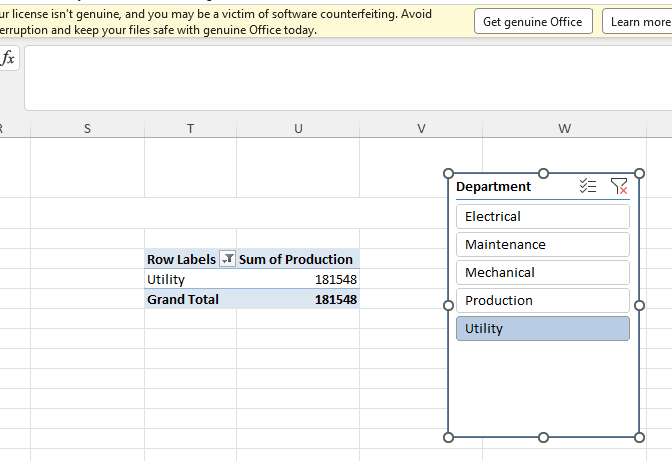 ur license isn't genuine, and you may be a victim of software counterfeiting. Avoid
erruption and keep your files safe with genuine Office today.
Get genuine Office
Learn more
fx
S T U V W
Department
Electrical
Maintenance
Mechanical
Production
Utility
Row Labels Sum of Production
Utility 181548
Grand Total 181548